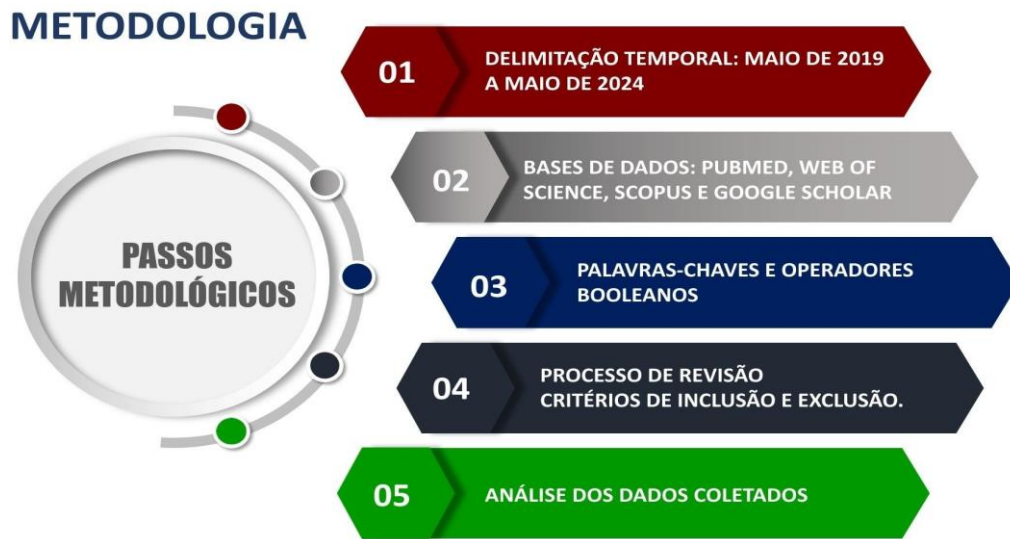 METODOLOGIA
PASSOS
METODOLÓGICOS
01
DELIMITAÇÃO TEMPORAL: MAIO DE 2019
A MAIO DE 2024
02
BASES DE DADOS: PUBMED, WEB OF
SCIENCE, SCOPUS E GOOGLE SCHOLAR
03
PALAVRAS-CHAVES E OPERADORES
BOOLEANOS
04
PROCESSO DE REVISÃO
CRITÉRIOS DE INCLUSÃO E EXCLUSÃO.
05
ANÁLISE DOS DADOS COLETADOS